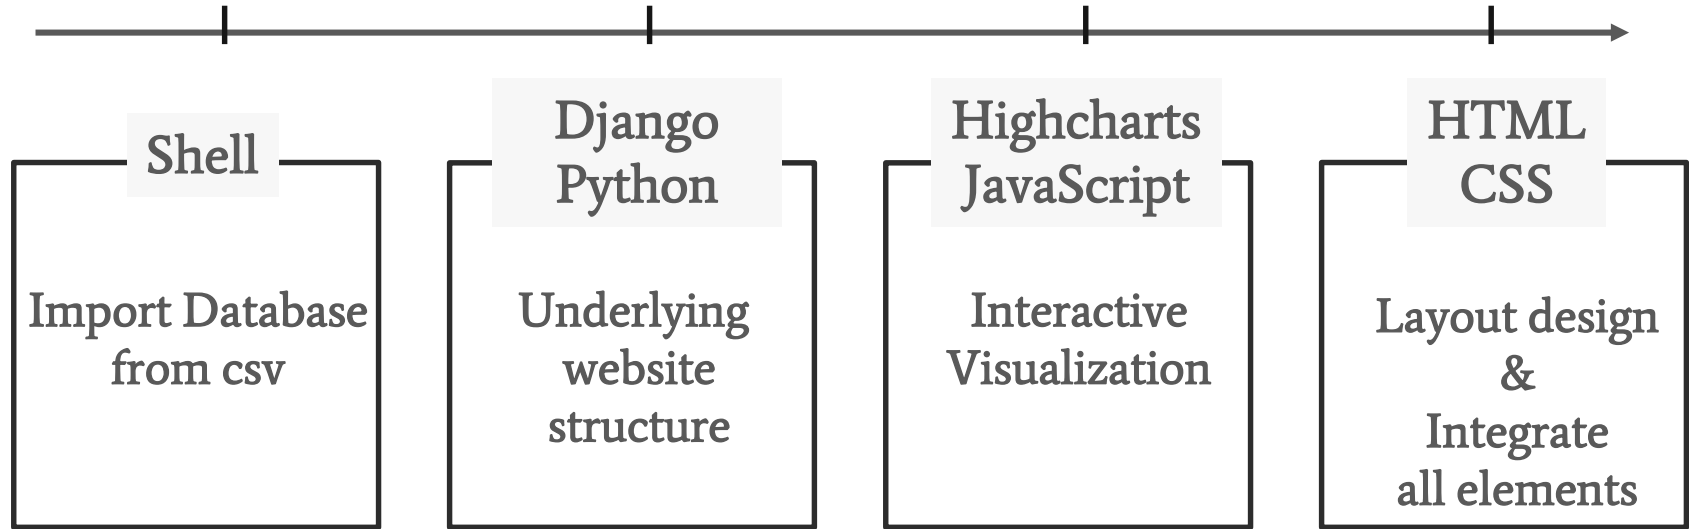 Shell
Import Database
from csv
Django
Python
Underlying
website
structure
Highcharts
JavaScript
Interactive
Visualization
HTML
CSS
Layout design
&
Integrate
all elements